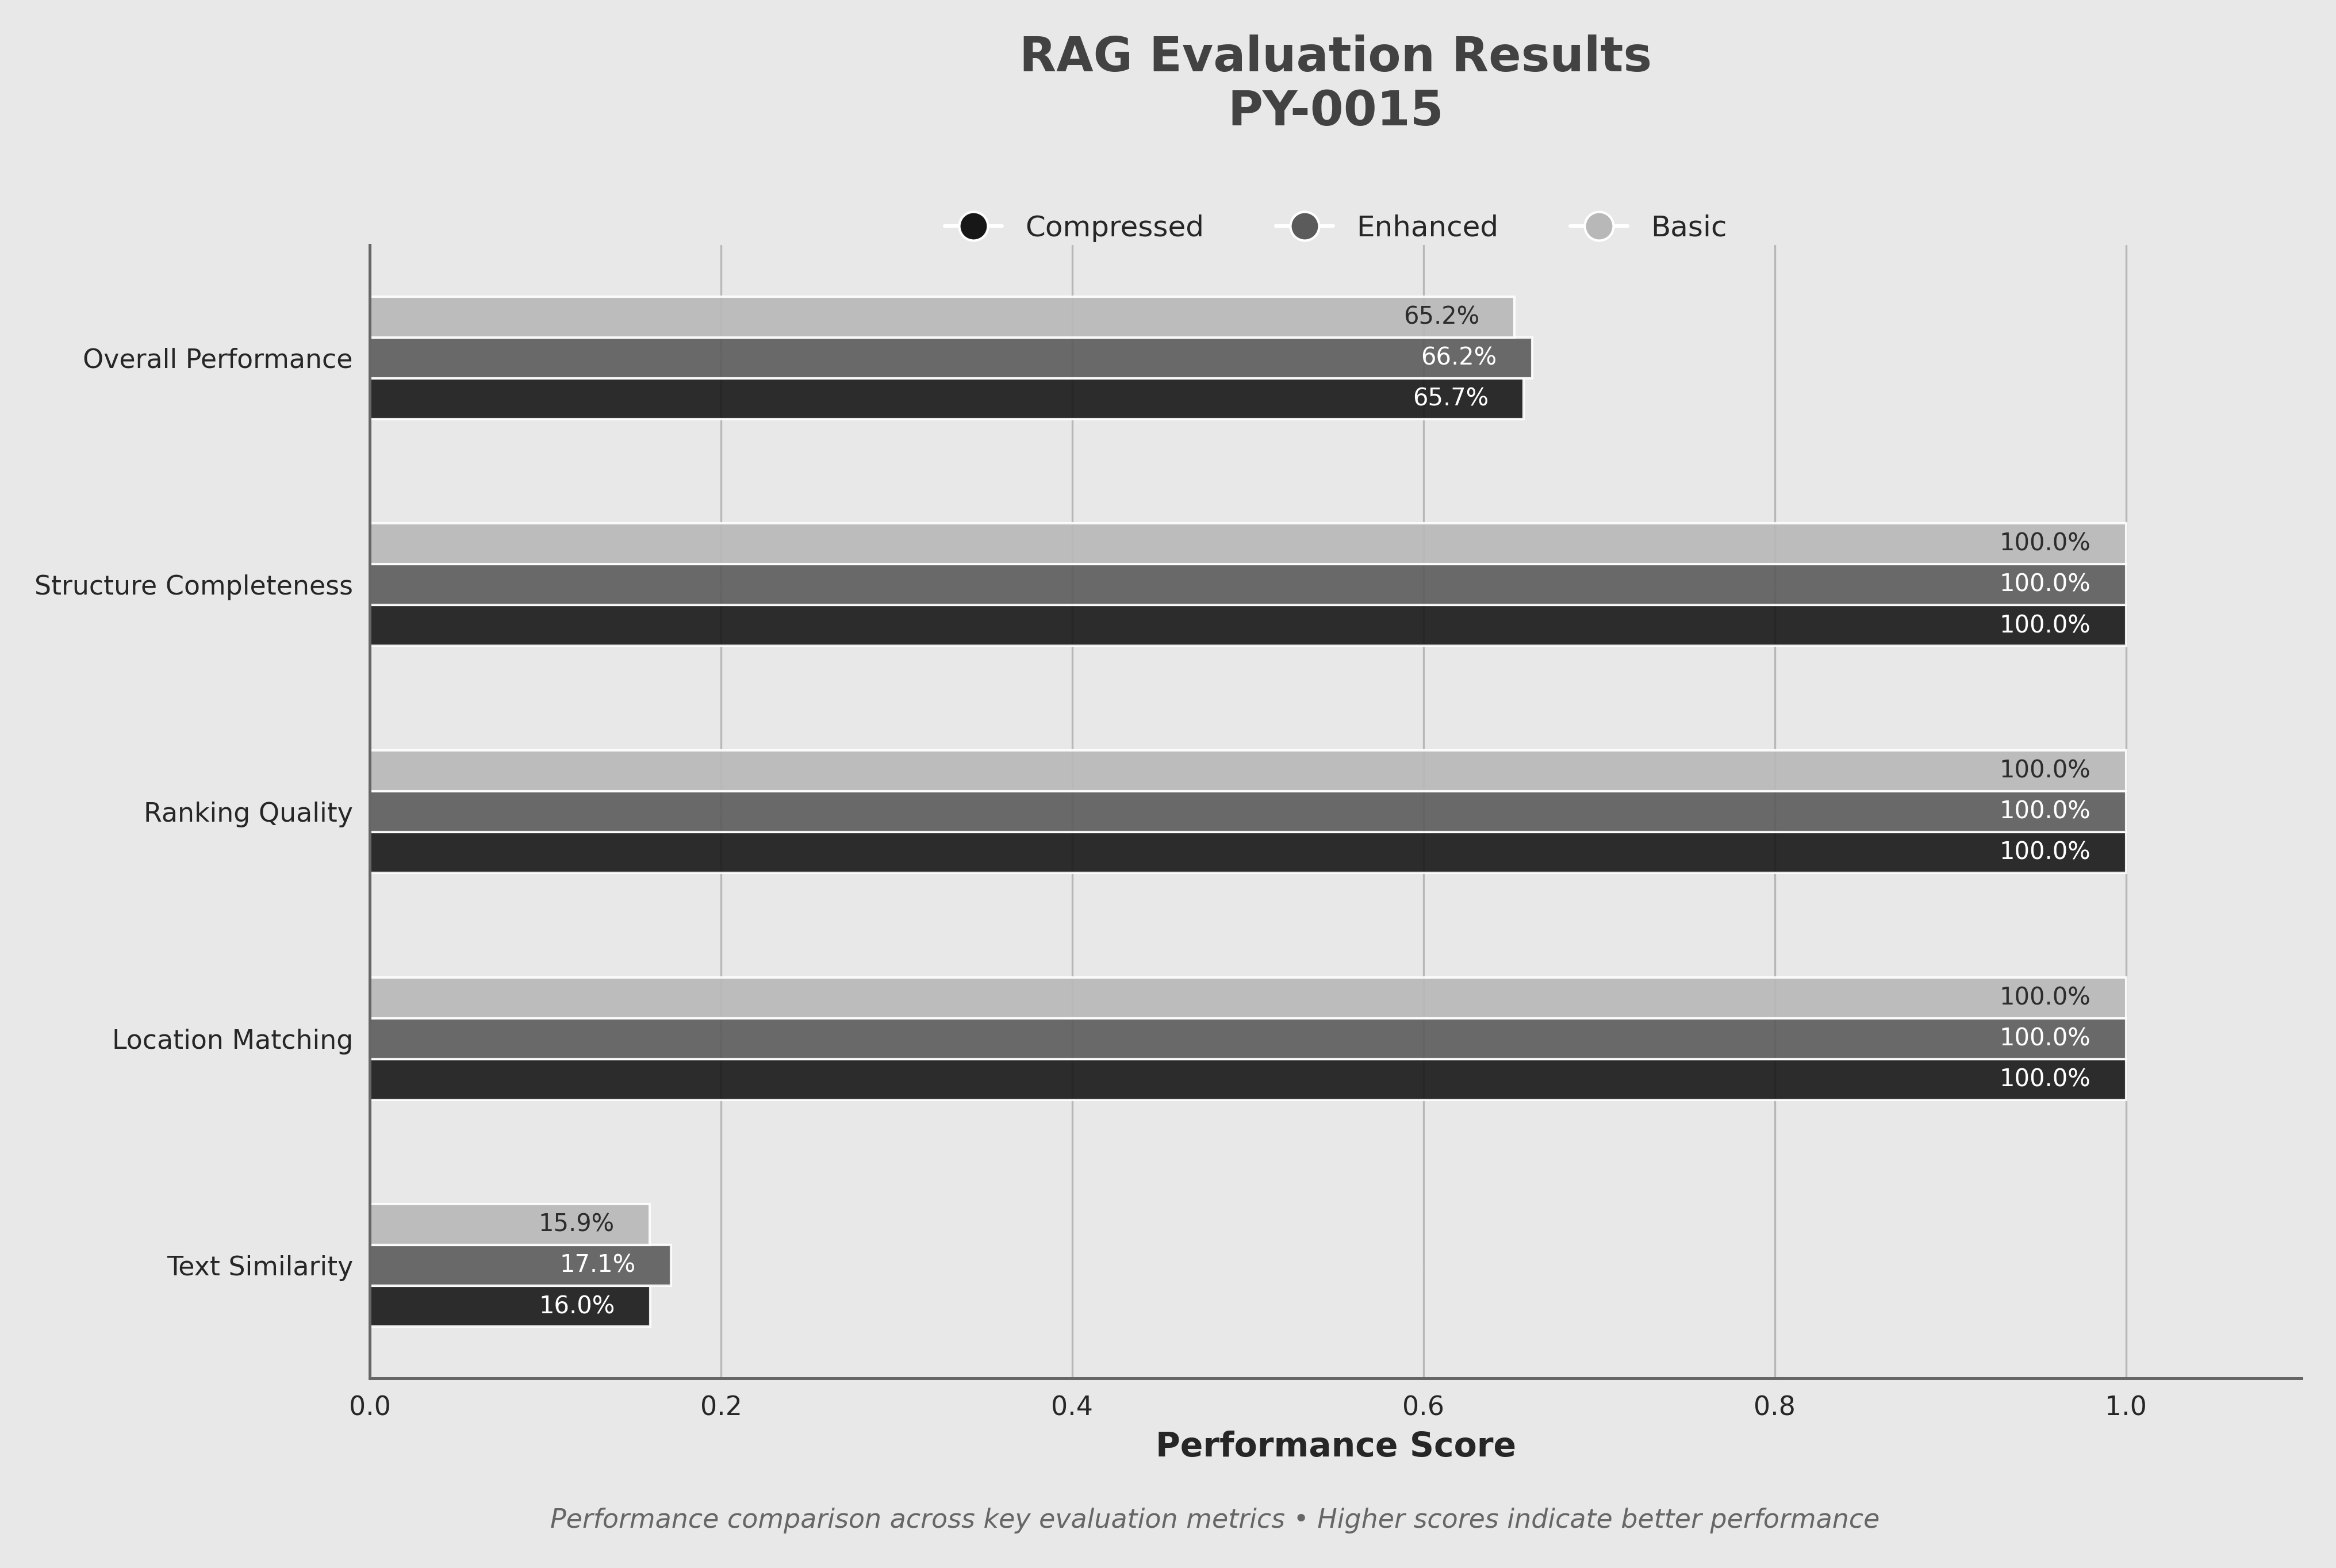 RAG Evaluation Results
PY-0015
Compressed
Enhanced
Basic
Overall Performance
65.2%
66.2%
65.7%
Structure Completeness
100.0%
100.0%
100.0%
Ranking Quality
100.0%
100.0%
100.0%
Location Matching
100.0%
100.0%
100.0%
Text Similarity
15.9%
17.1%
16.0%
0.0 0.2 0.4 0.6 0.8 1.0
Performance Score
Performance comparison across key evaluation metrics • Higher scores indicate better performance